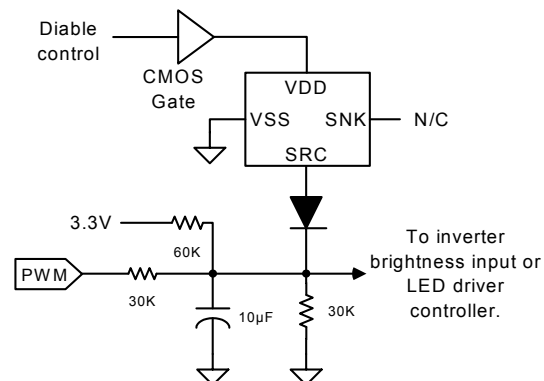 Diable
control
CMOS
Gate
VDD
VSS
SNK
N/C
SRC
3.3V
60K
PWM
30K
10µF
30K
To inverter
brightness input or
LED driver
controller.